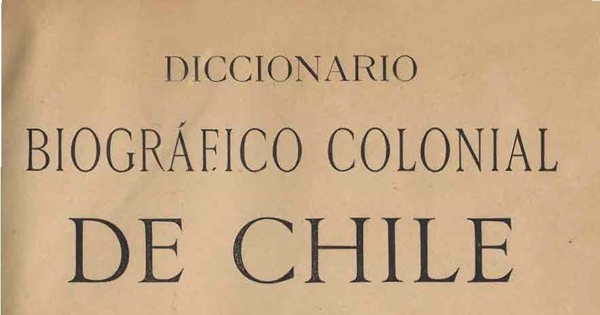 DICCIONARIO
BIOGRÁFICO COLONIAL
DE CHILE